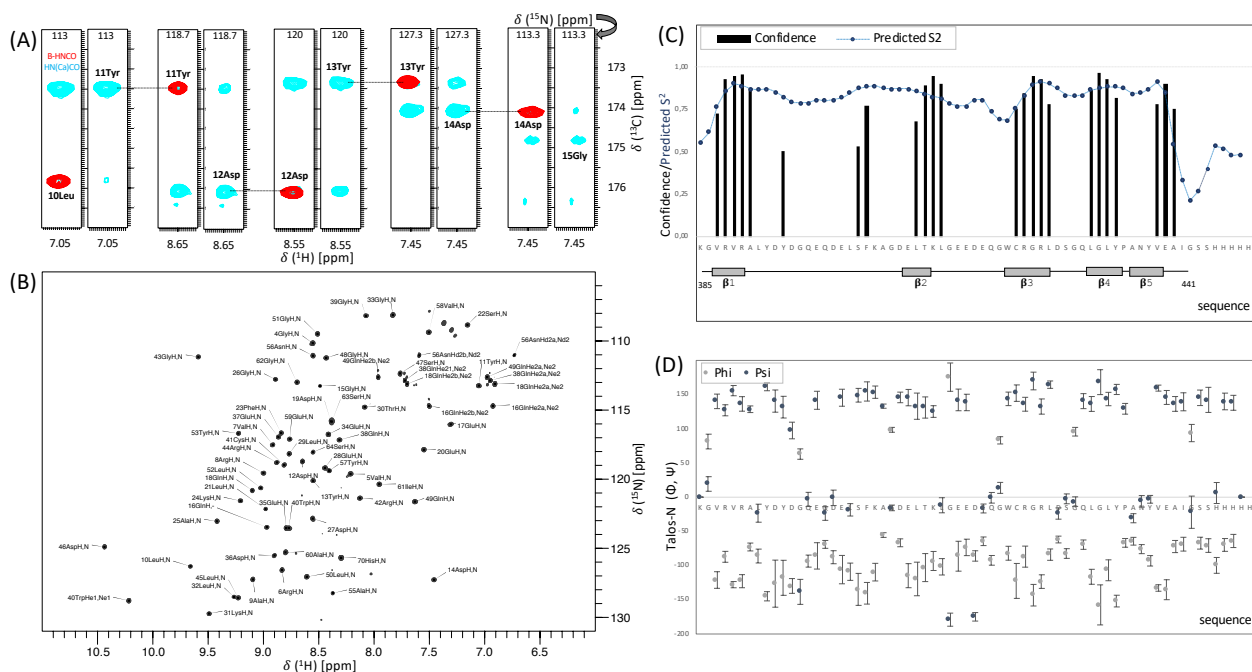 (A)
δ (¹⁵N) [ppm]
113 113 118.7 118.7 120 120 127.3 127.3 113.3 113.3
B-HNCO
HN(Ca)CO
11Tyr 11Tyr 13Tyr 13Tyr
10Leu 12Asp 12Asp 14Asp 14Asp 15Gly
173
174
175
176
δ (¹³C) [ppm]
7.05 7.05 8.65 8.65 8.55 8.55 7.45 7.45 7.45 7.45
δ (¹H) [ppm]
(B)
39GlyH,N
33GlyH,N
58ValH,N
22SerH,N
51GlyH,N
4GlyH,N
56AsnH,N
43GlyH,N
62GlyH,N
26GlyH,N
48GlyH,N
49GlnHe2b,Ne2
56AsnHd2b,Nd2
56AsnHd2a,Nd2
47SerH,N
38GlnHe21,Ne2
18GlnHe2b,Ne2
11TyrH,N
49GlnHe2a,Ne2
38GlnHe2a,Ne2
18GlnHe2a,Ne2
15GlyH,N
63SerH,N
19AspH,N
30ThrH,N
16GlnHe2b,Ne2
16GlnHe2a,Ne2
17GluH,N
23PheH,N
37GluH,N
59GluH,N
34GluH,N
38GlnH,N
53TyrH,N
7ValH,N
41CysH,N
29LeuH,N
64SerH,N
20GluH,N
44ArgH,N
28GluH,N
57TyrH,N
8ArgH,N
52LeuH,N
12AspH,N
5ValH,N
61IleH,N
18GlnH,N
21LeuH,N
13TyrH,N
42ArgH,N
49GlnH,N
24LysH,N
35GluH,N
40TrpH,N
16GlnH,N
25AlaH,N
27AspH,N
46AspH,N
36AspH,N
60AlaH,N
70HisH,N
10LeuH,N
14AspH,N
45LeuH,N
50LeuH,N
32LeuH,N
9AlaH,N
6ArgH,N
55AlaH,N
40TrpHe1,Ne1
31LysH,N
110
115
120
125
130
δ (¹⁵N) [ppm]
10.5 10.0 9.5 9.0 8.5 8.0 7.5 7.0 6.5
δ (¹H) [ppm]
(C)
Confidence Predicted S2
1,00
0,75
0,50
0,25
0,00
Confidence/Predicted S²
K G V R V R A L Y D Y D G Q E Q D E L S F K A G D E L T K L G E E D E Q G W C R G R L D S G Q L G L Y P A N Y V E A I G S S H H H H
385 β1 β2 β3 β4 β5 441
sequence
(D)
Phi Psi
150
100
50
0
-50
-100
-150
-200
Talos-N (Φ, Ψ)
sequence